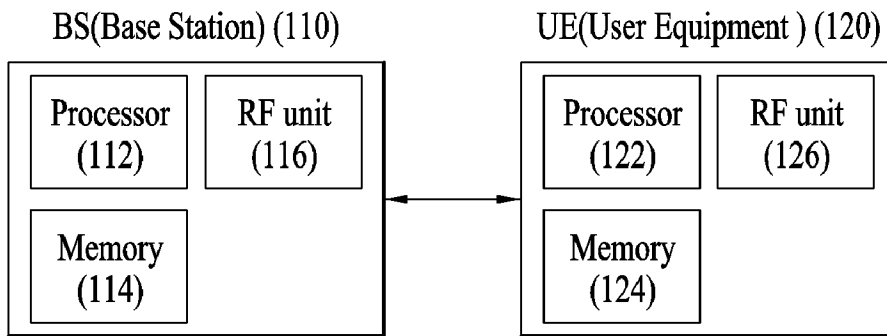 BS(Base Station) (110)
UE(User Equipment ) (120)
Processor
(112)
RF unit
(116)
Memory
(114)
Processor
(122)
RF unit
(126)
Memory
(124)